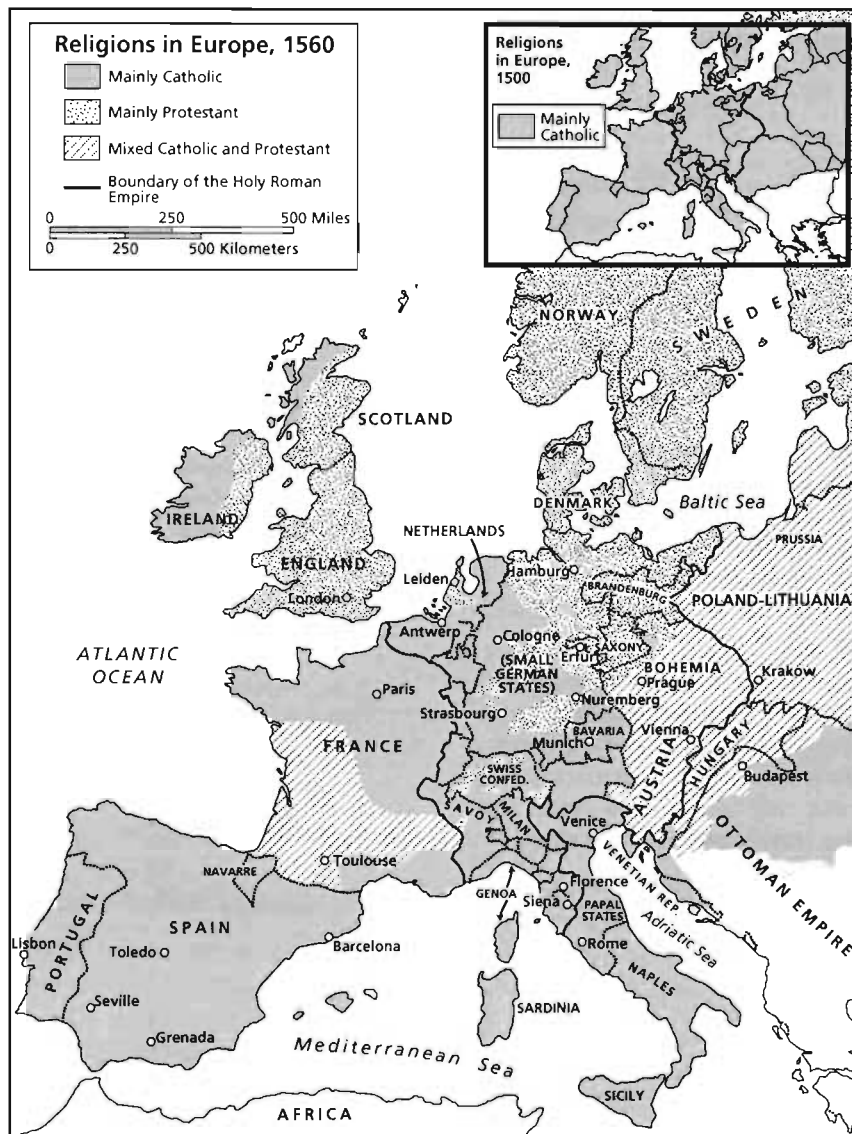 Religions in Europe, 1560
Mainly Catholic
Mainly Protestant
Mixed Catholic and Protestant
Boundary of the Holy Roman
Empire
0 250 500 Miles
0 250 500 Kilometers
Religions
in Europe,
1500
Mainly
Catholic
NORWAY
SWEDEN
SCOTLAND
IRELAND
ENGLAND
London
DENMARK
Baltic Sea
NETHERLANDS
Leiden
Hamburg
PRUSSIA
BRANDENBURG
POLAND-LITHUANIA
Antwerp
Cologne
(SMALL
GERMAN
STATES)
Erfurt
SAXONY
BOHEMIA
Prague
Kraków
ATLANTIC
OCEAN
Paris
Strasbourg
Nuremberg
FRANCE
BAVARIA
Munich
Vienna
AUSTRIA
HUNGARY
Budapest
SWISS
CONFED.
SAVOY
MILAN
Venice
VENETIAN REP.
OTTOMAN EMPIRE
NAVARRE
Toulouse
GENOA
Florence
Siena
PAPAL
STATES
Adriatic Sea
Rome
NAPLES
PORTUGAL
SPAIN
Lisbon
Toledo
Barcelona
Seville
Grenada
SARDINIA
Mediterranean Sea
SICILY
AFRICA